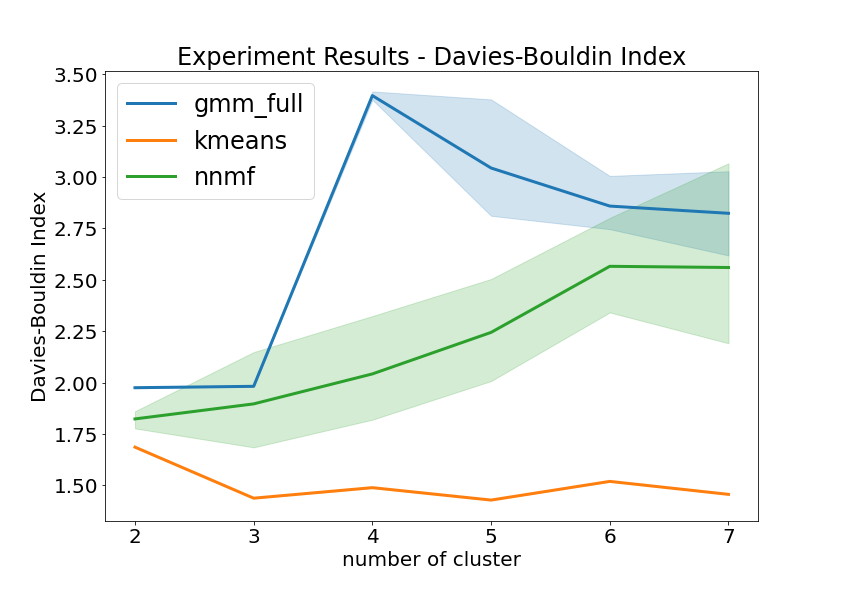 Experiment Results - Davies-Bouldin Index
gmm_full
kmeans
nnmf
Davies-Bouldin Index
3.50
3.25
3.00
2.75
2.50
2.25
2.00
1.75
1.50
2 3 4 5 6 7
number of cluster